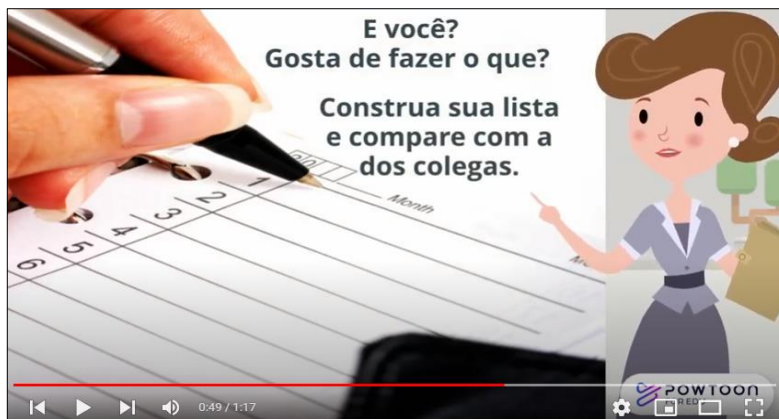 E você?
Gosta de fazer o que?
Construa sua lista
e compare com a
dos colegas.
Month
1
2
3
4
5
6
0:49 / 1:17
POWTOON